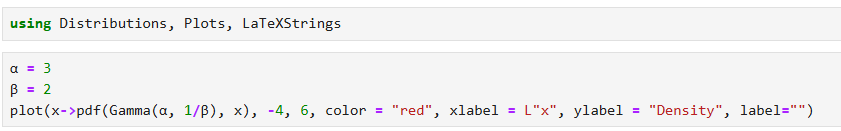 using Distributions, Plots, LaTeXStrings
α = 3
β = 2
plot(x->pdf(Gamma(α, 1/β), x), -4, 6, color = "red", xlabel = L"x", ylabel = "Density", label="")